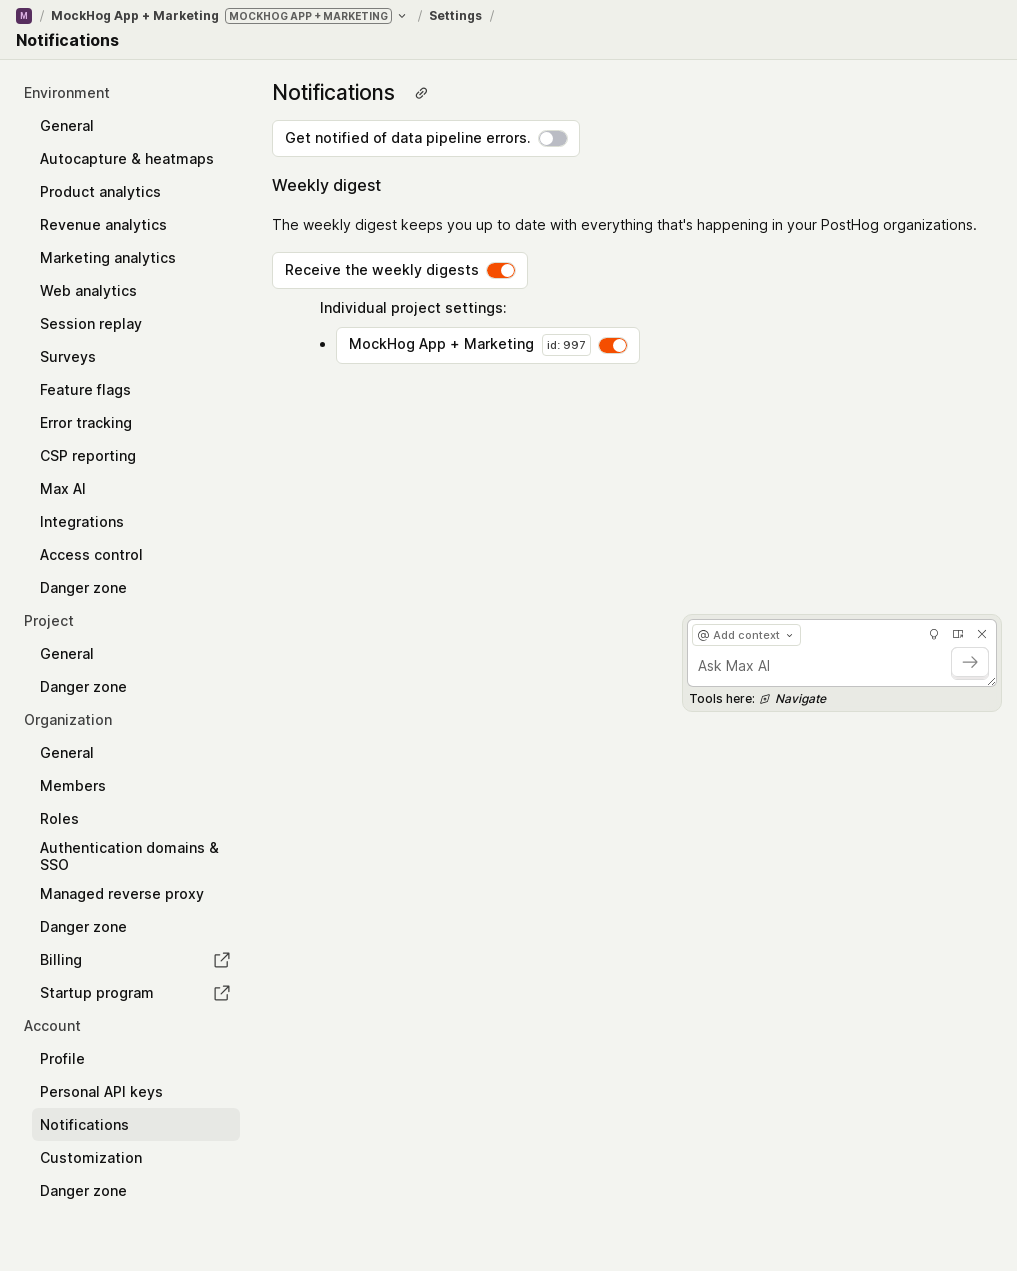 M / MockHog App + Marketing MOCKHOG APP + MARKETING / Settings /
Notifications
Environment
General
Autocapture & heatmaps
Product analytics
Revenue analytics
Marketing analytics
Web analytics
Session replay
Surveys
Feature flags
Error tracking
CSP reporting
Max AI
Integrations
Access control
Danger zone
Project
General
Danger zone
Organization
General
Members
Roles
Authentication domains &
SSO
Managed reverse proxy
Danger zone
Billing
Startup program
Account
Profile
Personal API keys
Notifications
Customization
Danger zone
Notifications
Get notified of data pipeline errors.
Weekly digest
The weekly digest keeps you up to date with everything that's happening in your PostHog organizations.
Receive the weekly digests
Individual project settings:
• MockHog App + Marketing id: 997
@ Add context
Ask Max AI
Tools here: Navigate